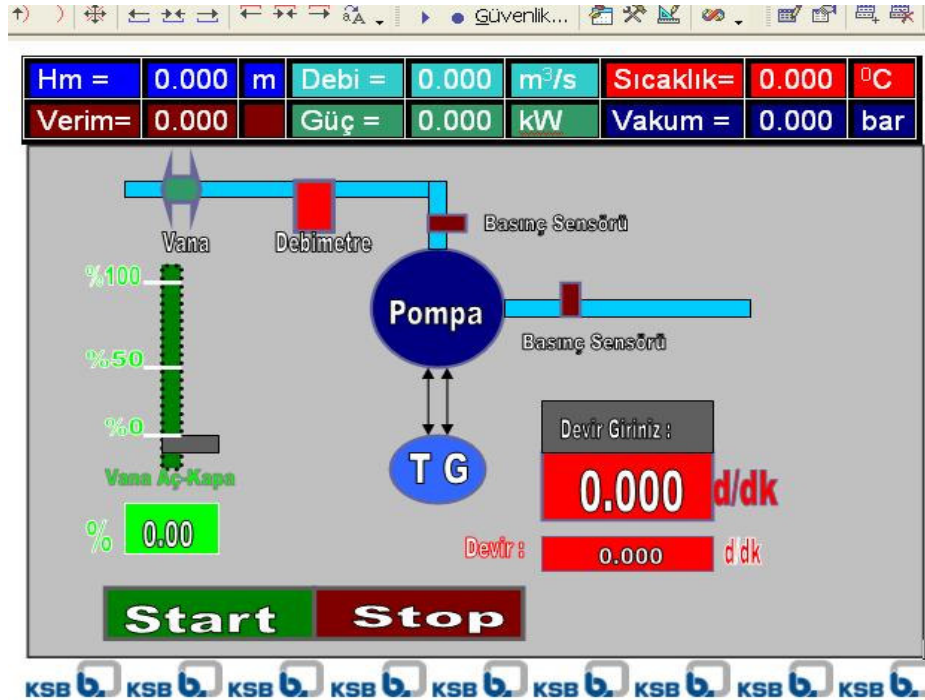 Güvenlik...
Hm = 0.000 m Debi = 0.000 m³/s Sıcaklık= 0.000 ⁰C
Verim= 0.000 Güç = 0.000 kW Vakum = 0.000 bar
Vana Debimetre Basınç Sensörü
%100
Pompa
Basınç Sensörü
%50
%0
Devir Giriniz :
T G
Vana Aç-Kapa
0.000 d/dk
% 0.00
Devir : 0.000 d/dk
Start Stop
KSB b. KSB b. KSB b. KSB b. KSB b. KSB b. KSB b. KSB b. KSB b.